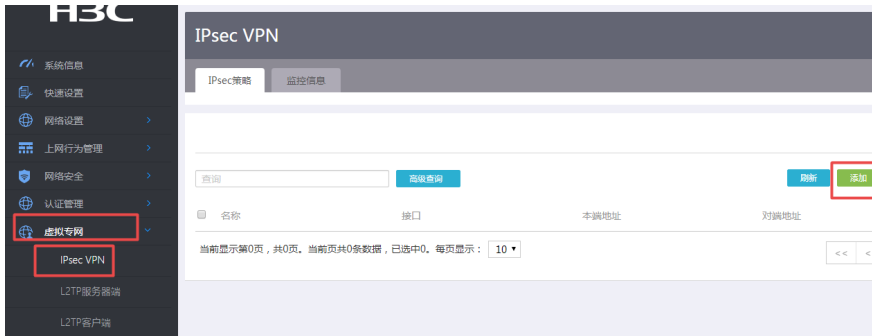 H3C
IPsec VPN
系统信息
IPsec策略 监控信息
快速设置
网络设置
上网行为管理
网络安全
查询 高级查询 刷新 添加
认证管理
名称 接口 本端地址 对端地址
虚拟专网
当前显示第0页，共0页。当前页共0条数据，已选中0。每页显示： 10
IPsec VPN
<< <
L2TP服务器端
L2TP客户端